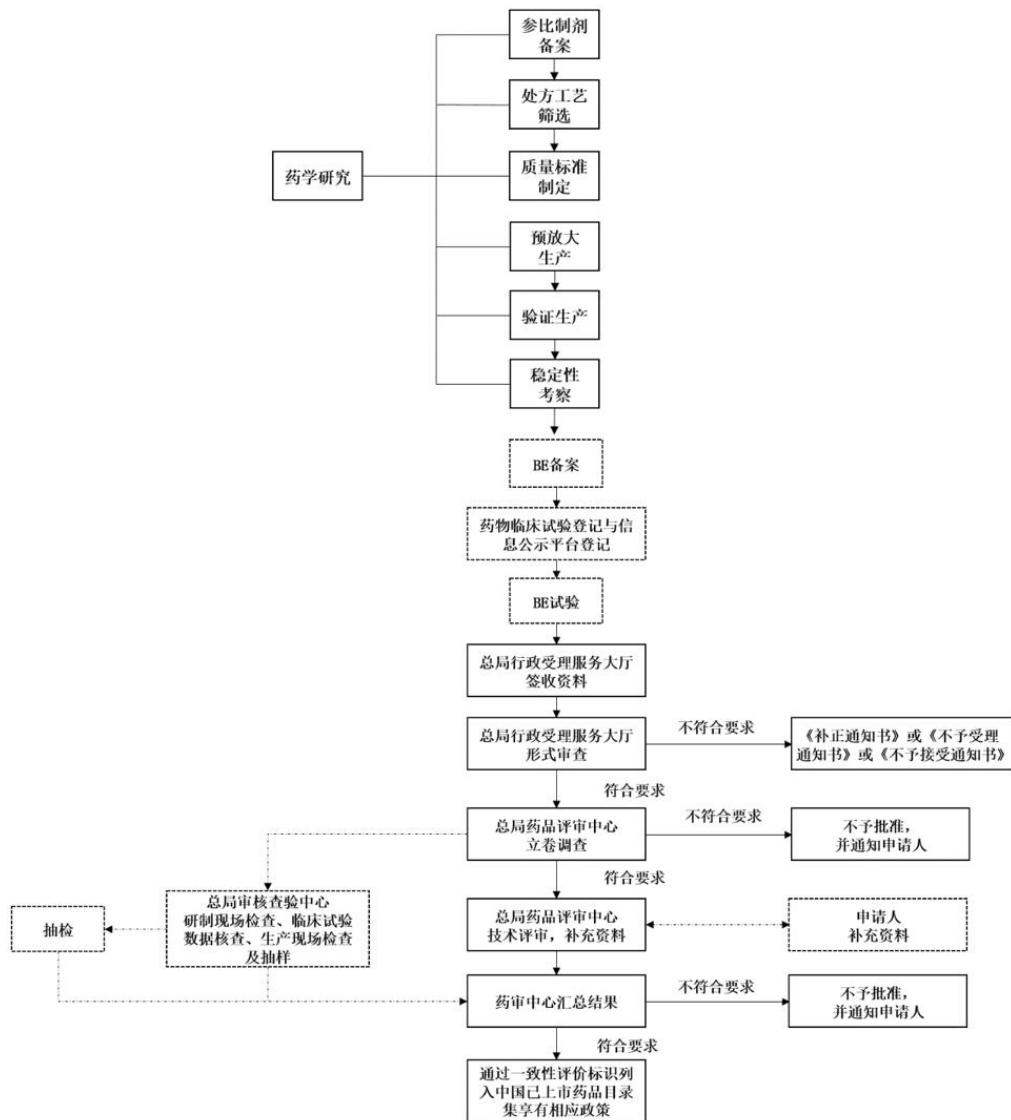 参比制剂
备案
处方工艺
筛选
药学研究
质量标准
制定
预放大
生产
验证生产
稳定性
考察
BE备案
药物临床试验登记与信
息公示平台登记
BE试验
总局行政受理服务大厅
签收资料
总局行政受理服务大厅
形式审查
不符合要求
《补正通知书》或《不予受理
通知书》或《不予接受通知书》
符合要求
总局药品评审中心
立卷调查
不符合要求
不予批准，
并通知申请人
符合要求
抽检
总局审核查验中心
研制现场检查、临床试验
数据核查、生产现场检查
及抽样
总局药品评审中心
技术评审，补充资料
申请人
补充资料
药审中心汇总结果
不符合要求
不予批准，
并通知申请人
符合要求
通过一致性评价标识列
入中国已上市药品目录
集享有相应政策